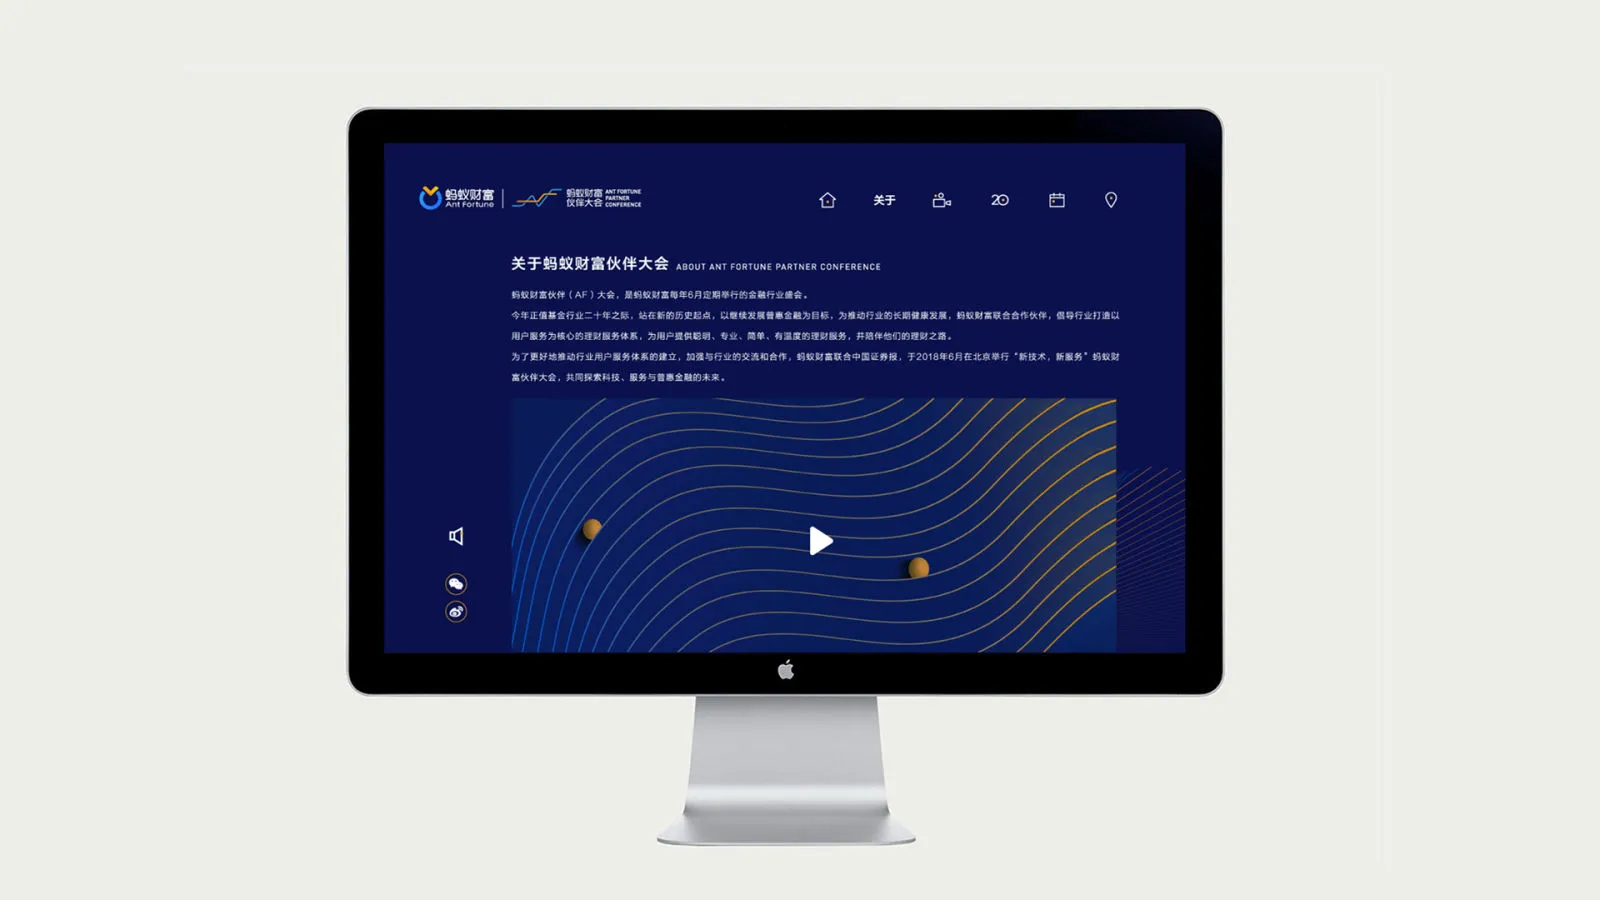 蚂蚁财富
Ant Fortune
蚂蚁财富
伙伴大会
ANT FORTUNE
PARTNER
CONFERENCE
关于
20
关于蚂蚁财富伙伴大会 ABOUT ANT FORTUNE PARTNER CONFERENCE
蚂蚁财富伙伴（AF）大会，是蚂蚁财富每年6月定期举行的金融行业盛会。
今年正值基金行业二十年之际，站在新的历史起点，以继续发展普惠金融为目标，为推动行业的长期健康发展，蚂蚁财富联合合作伙伴，倡导行业打造以
用户服务为核心的理财服务体系，为用户提供聪明、专业、简单、有温度的理财服务，并陪伴他们的理财之路。
为了更好地推动行业用户服务体系的建立，加强与行业的交流和合作，蚂蚁财富联合中国证券报，于2018年6月在北京举行“新技术，新服务”蚂蚁财
富伙伴大会，共同探索科技、服务与普惠金融的未来。